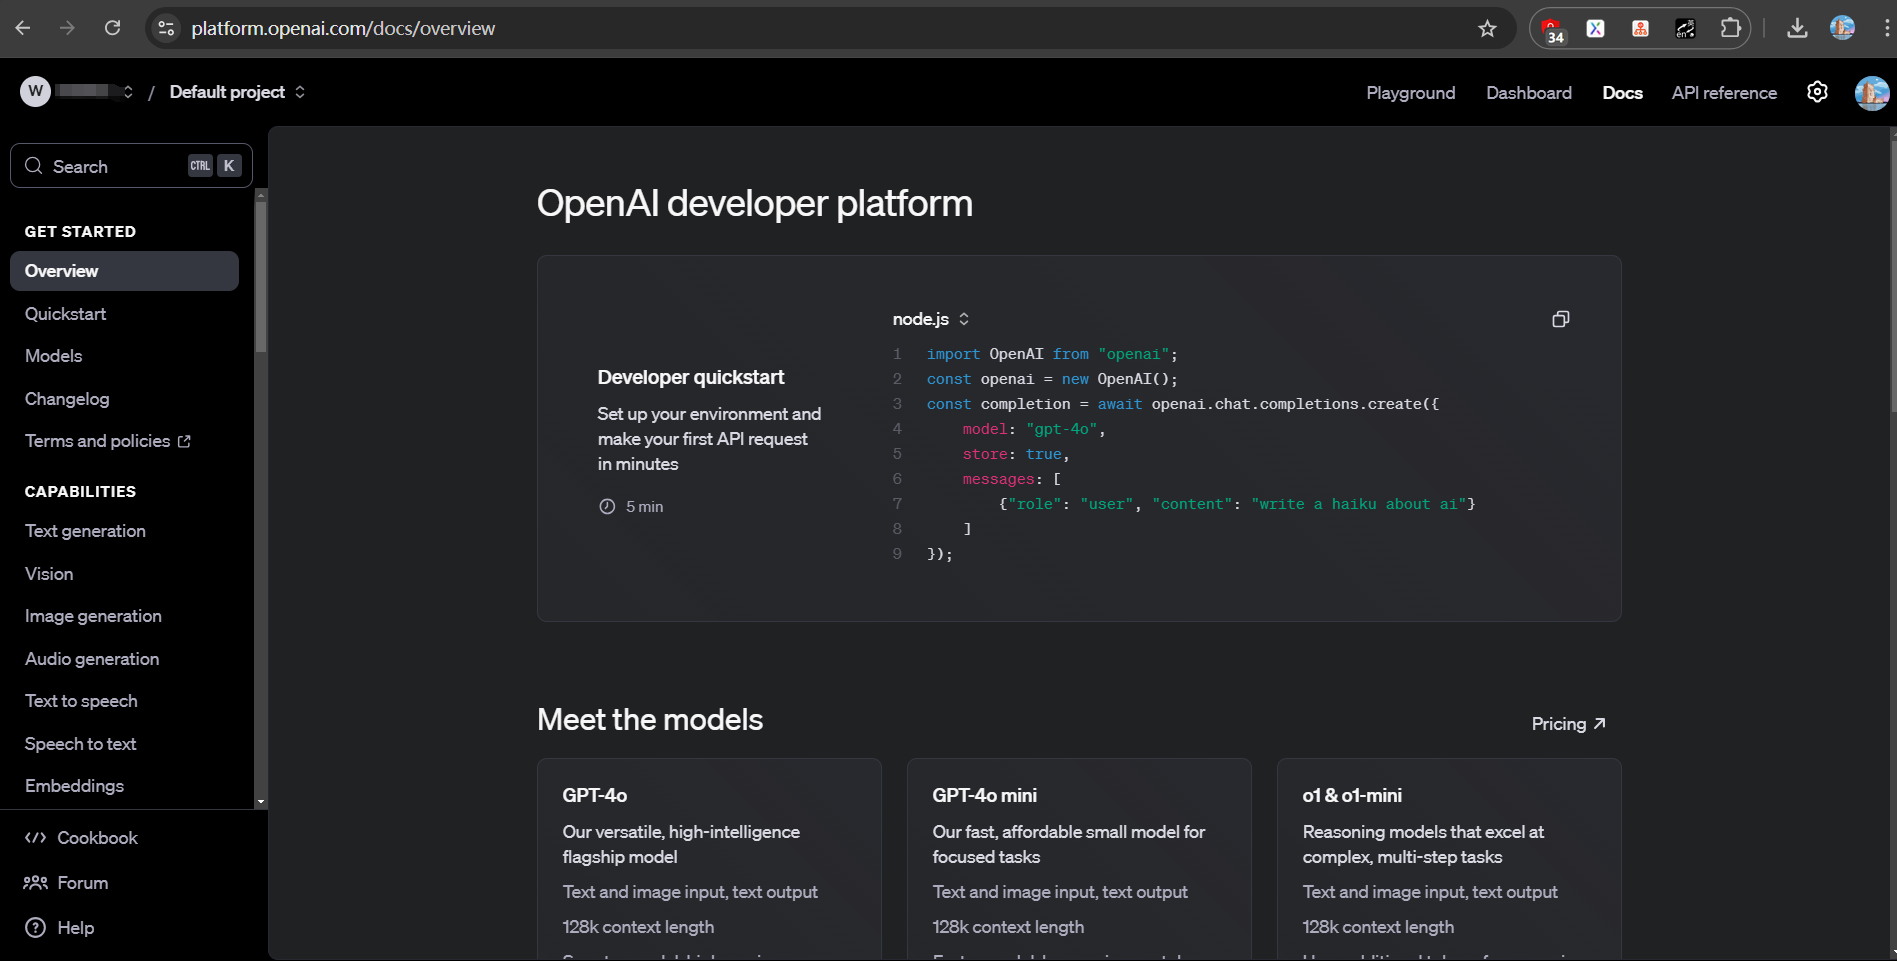 platform.openai.com/docs/overview
34
en
W
/
Default project
Playground
Dashboard
Docs
API reference
Search
CTRL
K
GET STARTED
Overview
Quickstart
Models
Changelog
Terms and policies
CAPABILITIES
Text generation
Vision
Image generation
Audio generation
Text to speech
Speech to text
Embeddings
Cookbook
Forum
Help
OpenAI developer platform
Developer quickstart
Set up your environment and
make your first API request
in minutes
5 min
node.js
1 import OpenAI from "openai";
2 const openai = new OpenAI();
3 const completion = await openai.chat.completions.create({
4 model: "gpt-4o",
5 store: true,
6 messages: [
7 {"role": "user", "content": "write a haiku about ai"}
8 ]
9 });
Meet the models
Pricing
GPT-4o
Our versatile, high-intelligence
flagship model
Text and image input, text output
128k context length
GPT-4o mini
Our fast, affordable small model for
focused tasks
Text and image input, text output
128k context length
o1 & o1-mini
Reasoning models that excel at
complex, multi-step tasks
Text and image input, text output
128k context length